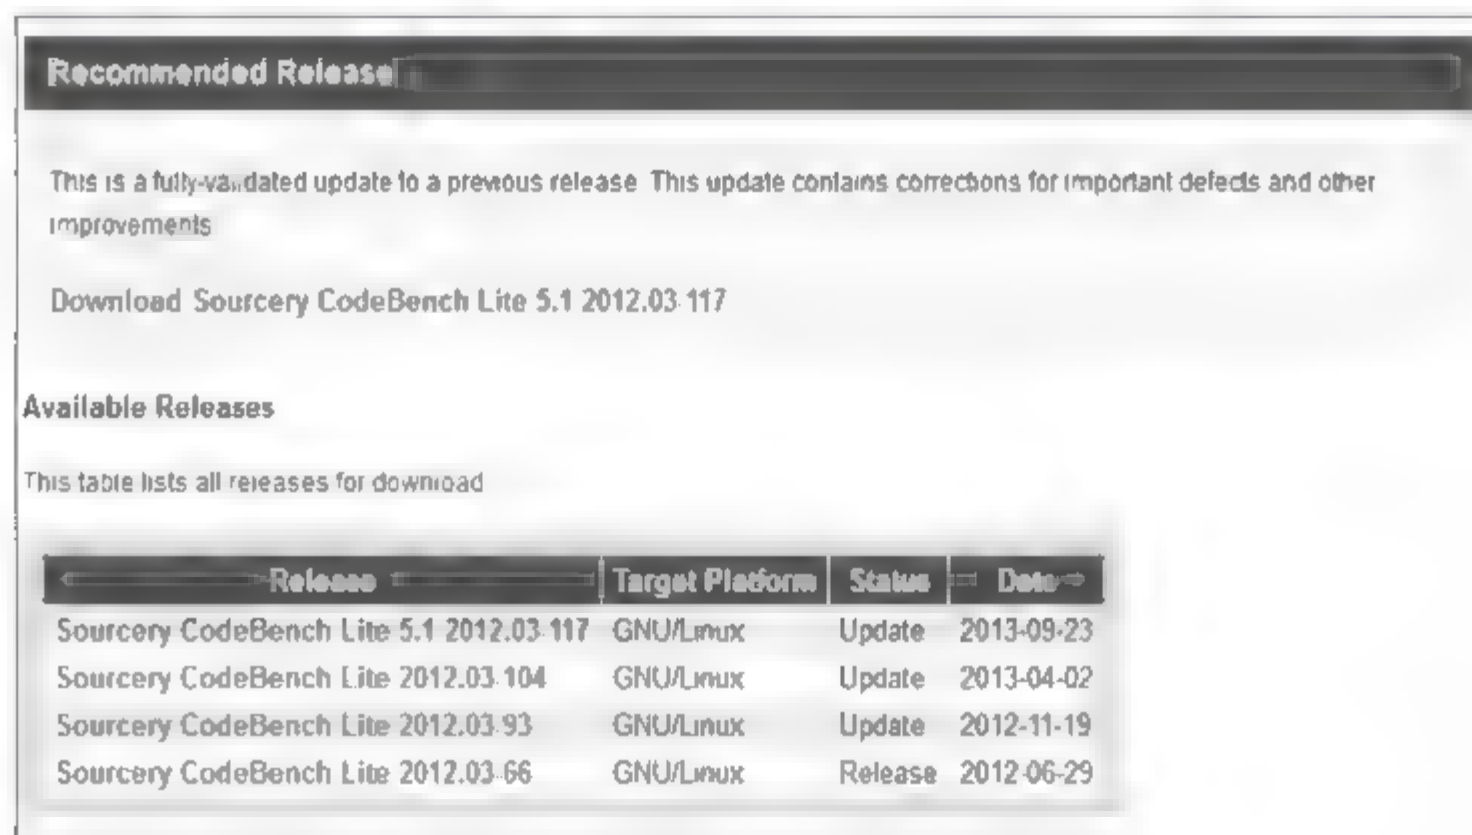 Recommended Release
This is a fully-validated update to a previous release This update contains corrections for important defects and other
improvements
Download Sourcery CodeBench Lite 5.1 2012.03-117
Available Releases
This table lists all releases for download
Release Target Platform Status Date
Sourcery CodeBench Lite 5.1 2012.03-117 GNU/Linux Update 2013-09-23
Sourcery CodeBench Lite 2012.03-104 GNU/Linux Update 2013-04-02
Sourcery CodeBench Lite 2012.03-93 GNU/Linux Update 2012-11-19
Sourcery CodeBench Lite 2012.03-66 GNU/Linux Release 2012-06-29